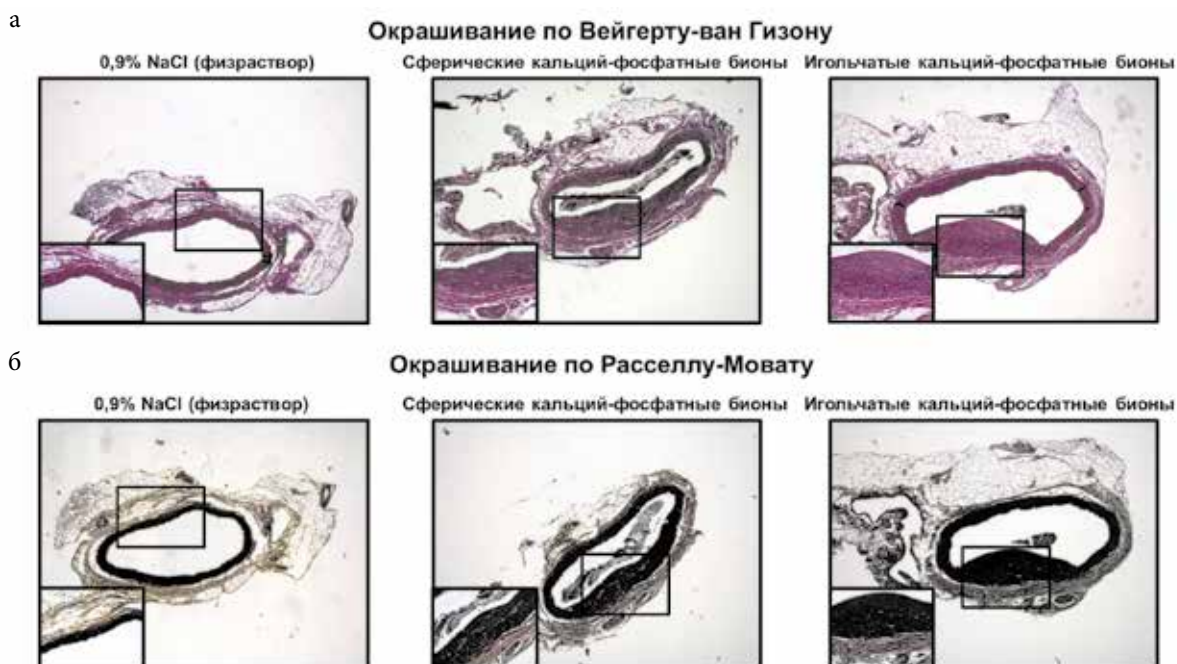 а
Окрашивание по Вейгерту-ван Гизону
0,9% NaCl (физраствор) Сферические кальций-фосфатные бионы Игольчатые кальций-фосфатные бионы
б
Окрашивание по Расселлу-Мовату
0,9% NaCl (физраствор) Сферические кальций-фосфатные бионы Игольчатые кальций-фосфатные бионы